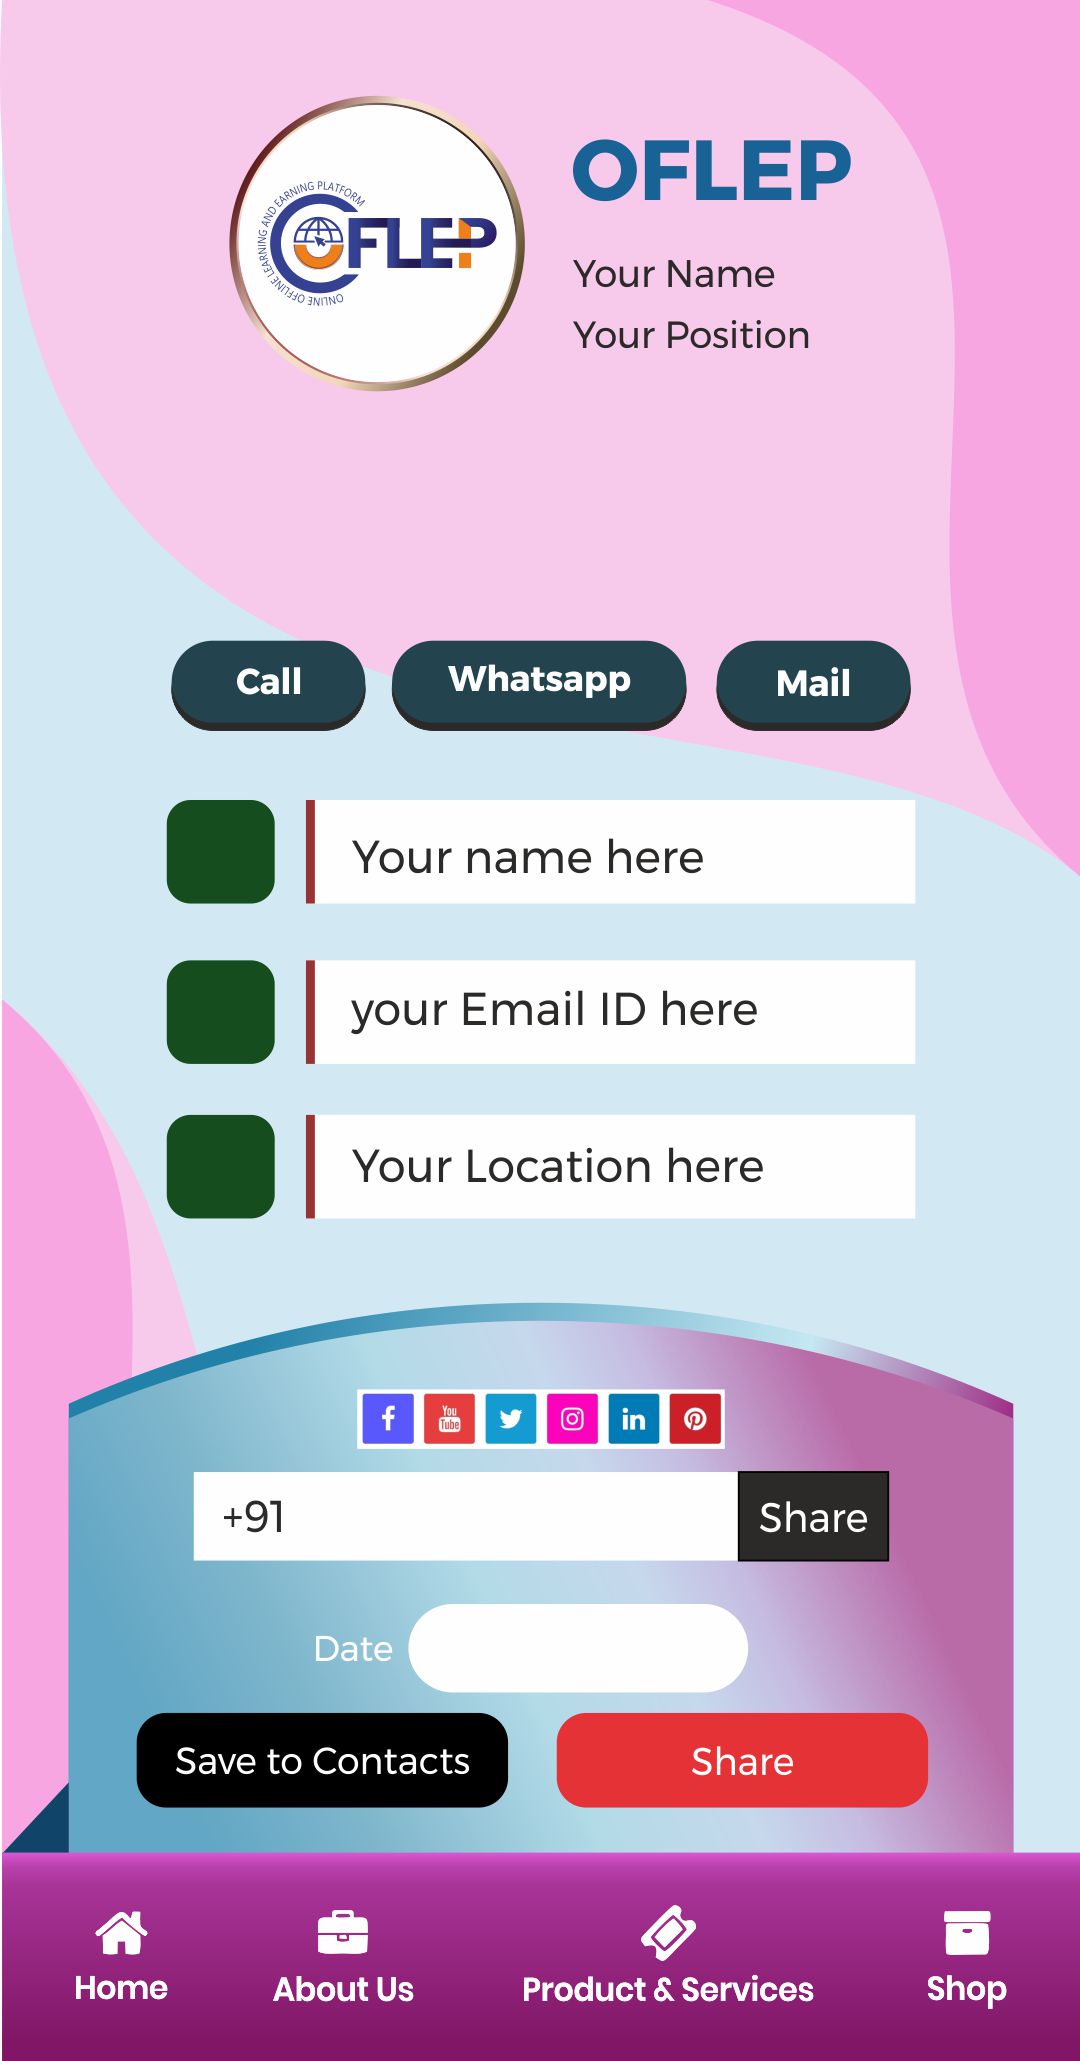 ONLINE OFFLINE LEARNING AND EARNING PLATFORM
OFLEP
OFLEP
Your Name
Your Position
Call
Whatsapp
Mail
Your name here
your Email ID here
Your Location here
You
Tube
in
+91
Share
Date
Save to Contacts
Share
Home
About Us
Product & Services
Shop